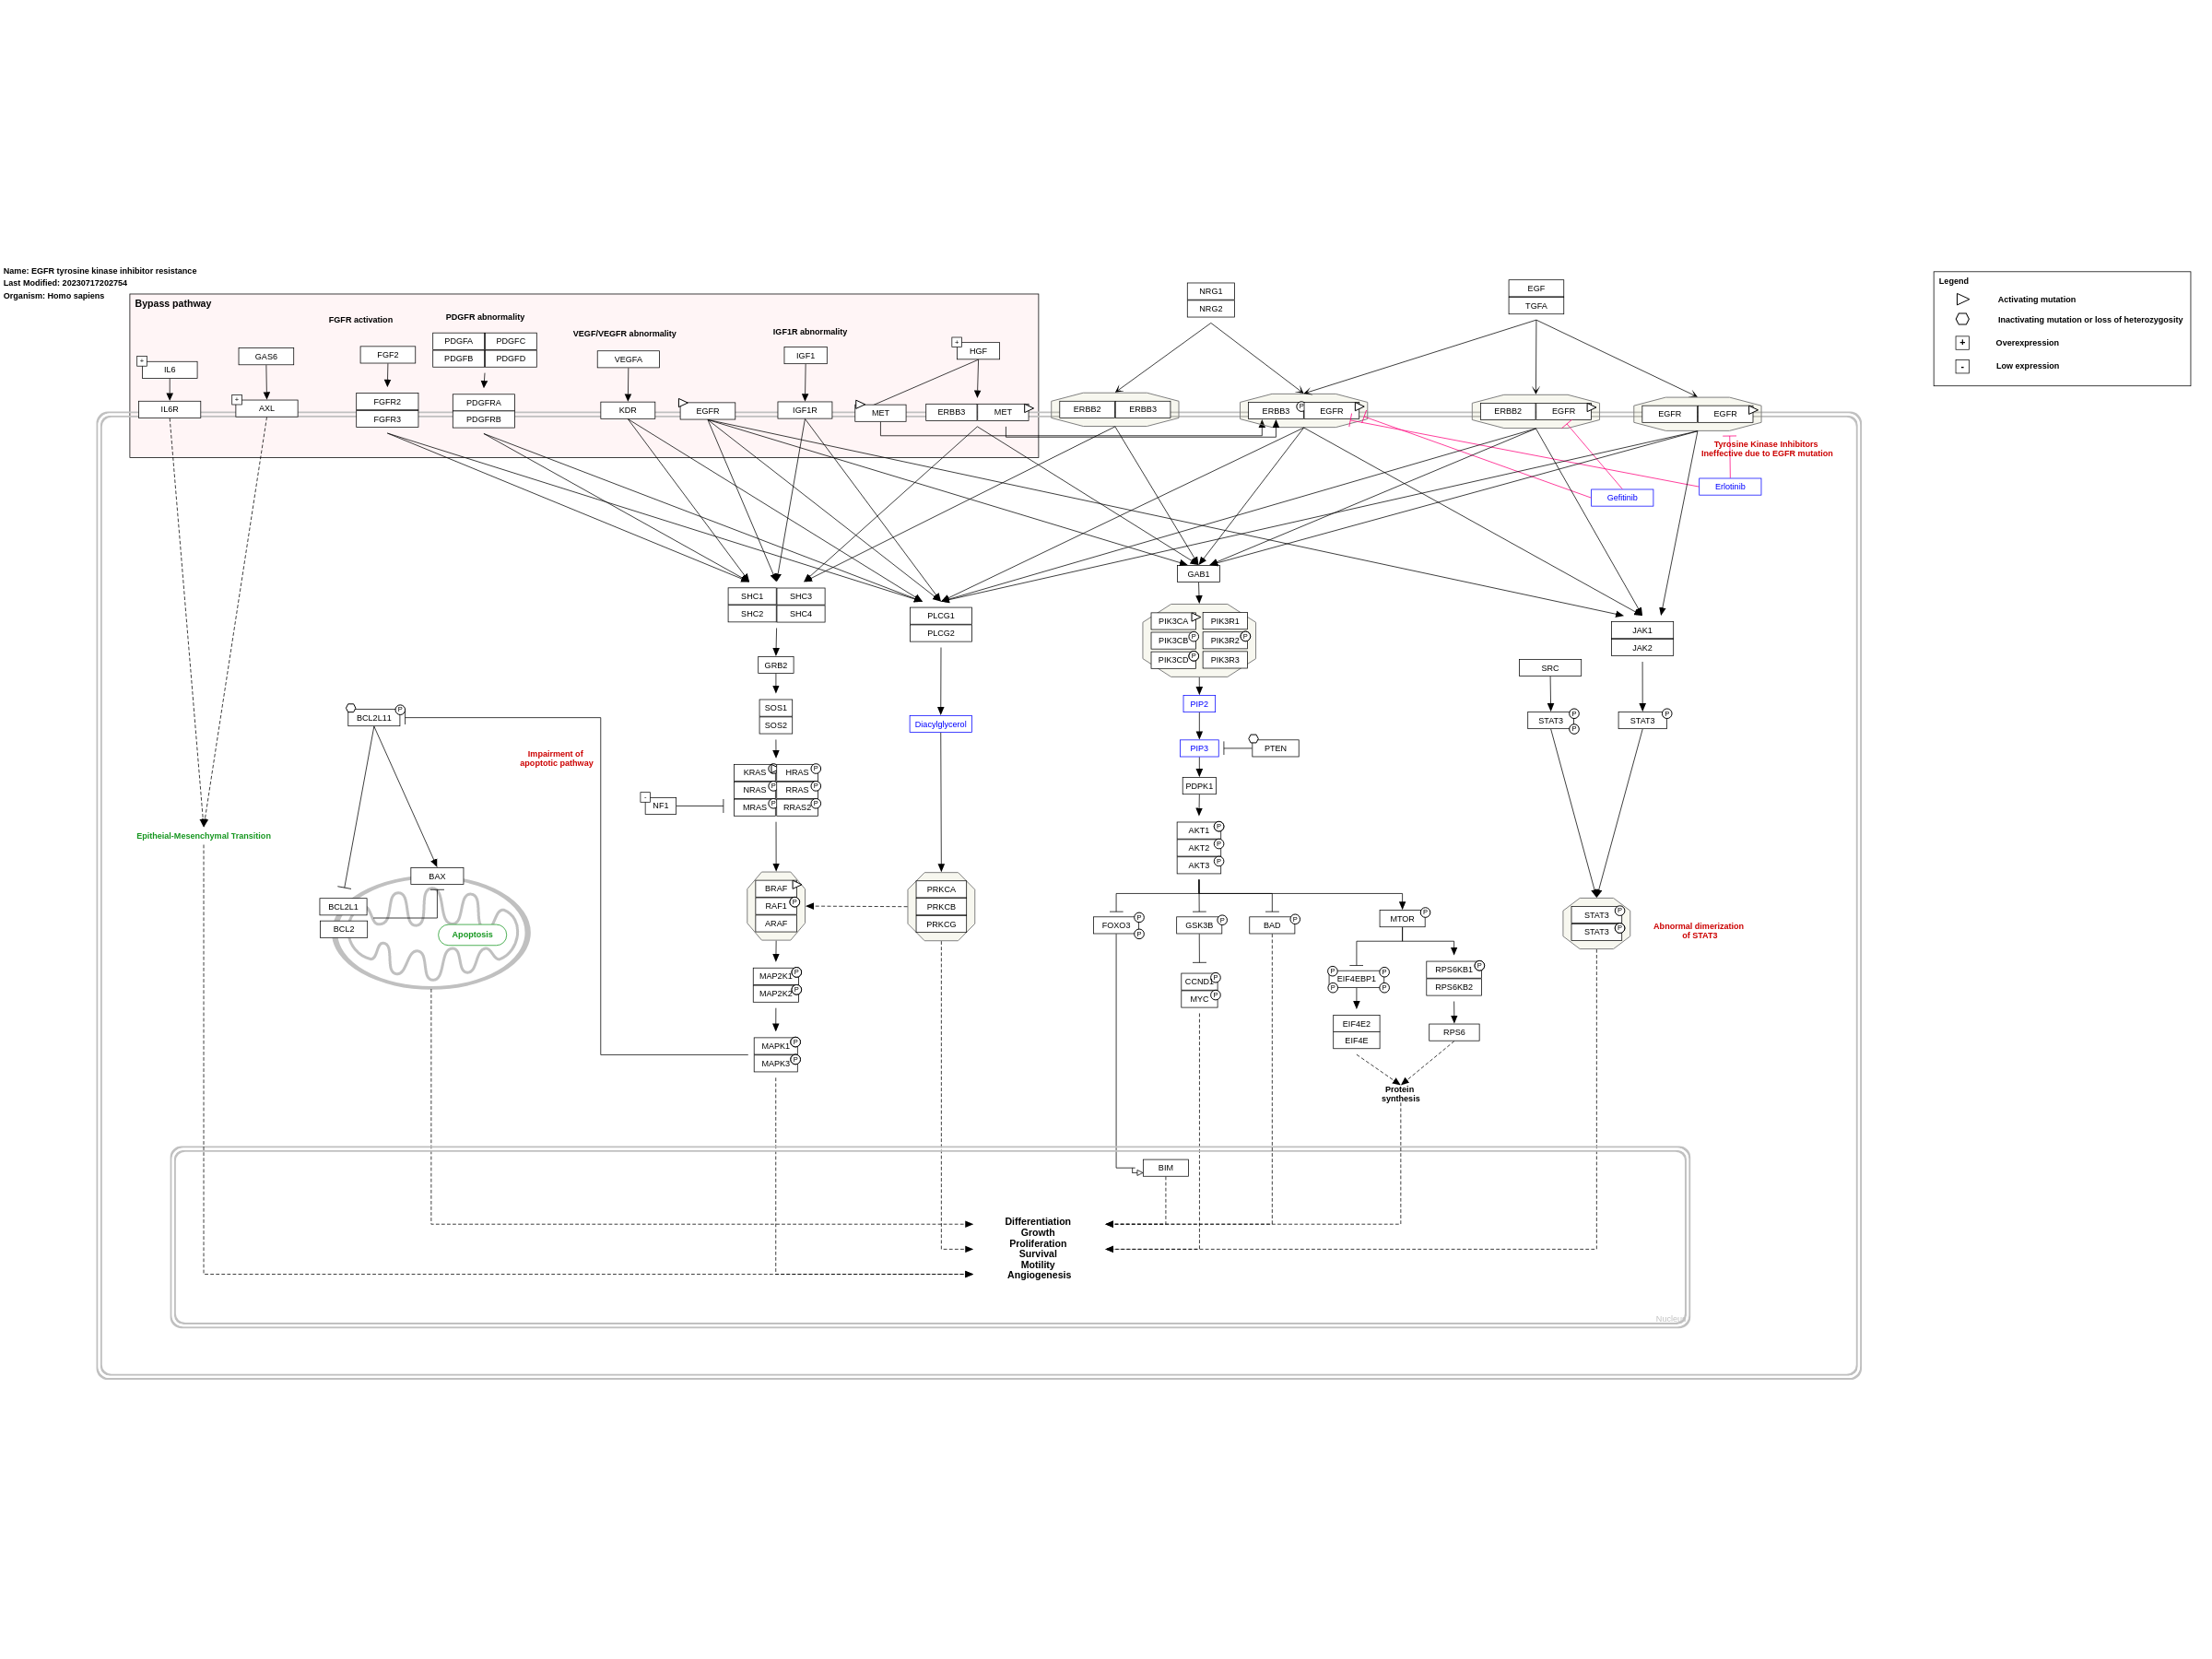 Name: EGFR tyrosine kinase inhibitor resistance
Last Modified: 20230717202754
Organism: Homo sapiens
Bypass pathway
FGFR activation
PDGFR abnormality
VEGF/VEGFR abnormality
IGF1R abnormality
+
IL6
GAS6
FGF2
PDGFA
PDGFC
PDGFB
PDGFD
VEGFA
IGF1
+
HGF
IL6R
+
AXL
FGFR2
FGFR3
PDGFRA
PDGFRB
KDR
EGFR
IGF1R
MET
ERBB3
MET
NRG1
NRG2
EGF
TGFA
ERBB2
ERBB3
ERBB3
P
EGFR
ERBB2
EGFR
EGFR
EGFR
Legend
Activating mutation
Inactivating mutation or loss of heterozygosity
+
Overexpression
-
Low expression
Tyrosine Kinase Inhibitors
Ineffective due to EGFR mutation
Gefitinib
Erlotinib
SHC1
SHC3
SHC2
SHC4
PLCG1
PLCG2
GAB1
PIK3CA
PIK3R1
PIK3CB
P
PIK3R2
P
PIK3CD
P
PIK3R3
JAK1
JAK2
GRB2
SRC
SOS1
SOS2
Diacylglycerol
PIP2
STAT3
P
P
STAT3
P
BCL2L11
P
Impairment of
apoptotic pathway
PIP3
PTEN
KRAS
HRAS
P
NRAS
P
RRAS
P
MRAS
P
RRAS2
P
-
NF1
PDPK1
AKT1
P
AKT2
P
AKT3
P
Epitheial-Mesenchymal Transition
BAX
BCL2L1
BCL2
Apoptosis
BRAF
RAF1
P
ARAF
PRKCA
PRKCB
PRKCG
FOXO3
P
P
GSK3B
P
BAD
P
MTOR
P
STAT3
P
STAT3
P
Abnormal dimerization
of STAT3
MAP2K1
P
MAP2K2
P
CCND1
P
MYC
P
P
P
EIF4EBP1
P
P
RPS6KB1
P
RPS6KB2
MAPK1
P
MAPK3
P
EIF4E2
EIF4E
RPS6
Protein
synthesis
BIM
Differentiation
Growth
Proliferation
Survival
Motility
Angiogenesis